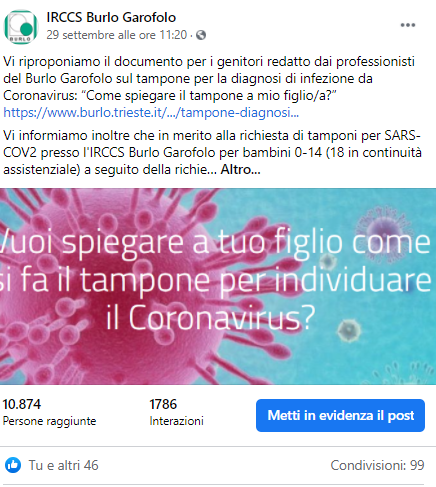 IRCCS Burlo Garofolo
29 settembre alle ore 11:20 ·
BURLO
Vi riproponiamo il documento per i genitori redatto dai professionisti
del Burlo Garofolo sul tampone per la diagnosi di infezione da
Coronavirus: “Come spiegare il tampone a mio figlio/a?”
https://www.burlo.trieste.it/.../tampone-diagnosi...
Vi informiamo inoltre che in merito alla richiesta di tamponi per SARS-
COV2 presso l'IRCCS Burlo Garofolo per bambini 0-14 (18 in continuità
assistenziale) a seguito della richie... Altro...
Vuoi spiegare a tuo figlio come
si fa il tampone per individuare
il Coronavirus?
10.874
Persone raggiunte
1786
Interazioni
Metti in evidenza il post
Tu e altri 46
Condivisioni: 99